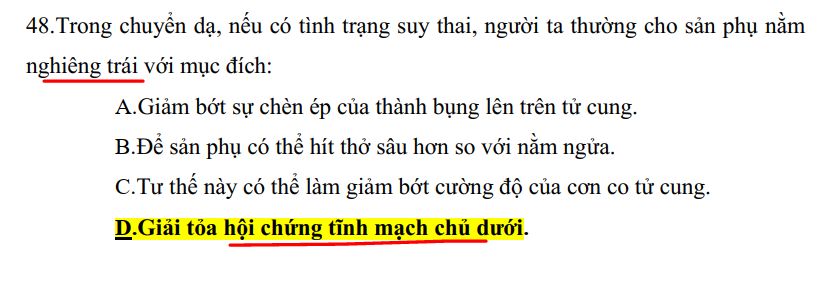 48.Trong chuyển dạ, nếu có tình trạng suy thai, người ta thường cho sản phụ nằm
nghiêng trái với mục đích:
A.Giảm bớt sự chèn ép của thành bụng lên trên tử cung.
B.Để sản phụ có thể hít thở sâu hơn so với nằm ngửa.
C.Tư thế này có thể làm giảm bớt cường độ của cơn co tử cung.
D.Giải tỏa hội chứng tĩnh mạch chủ dưới.